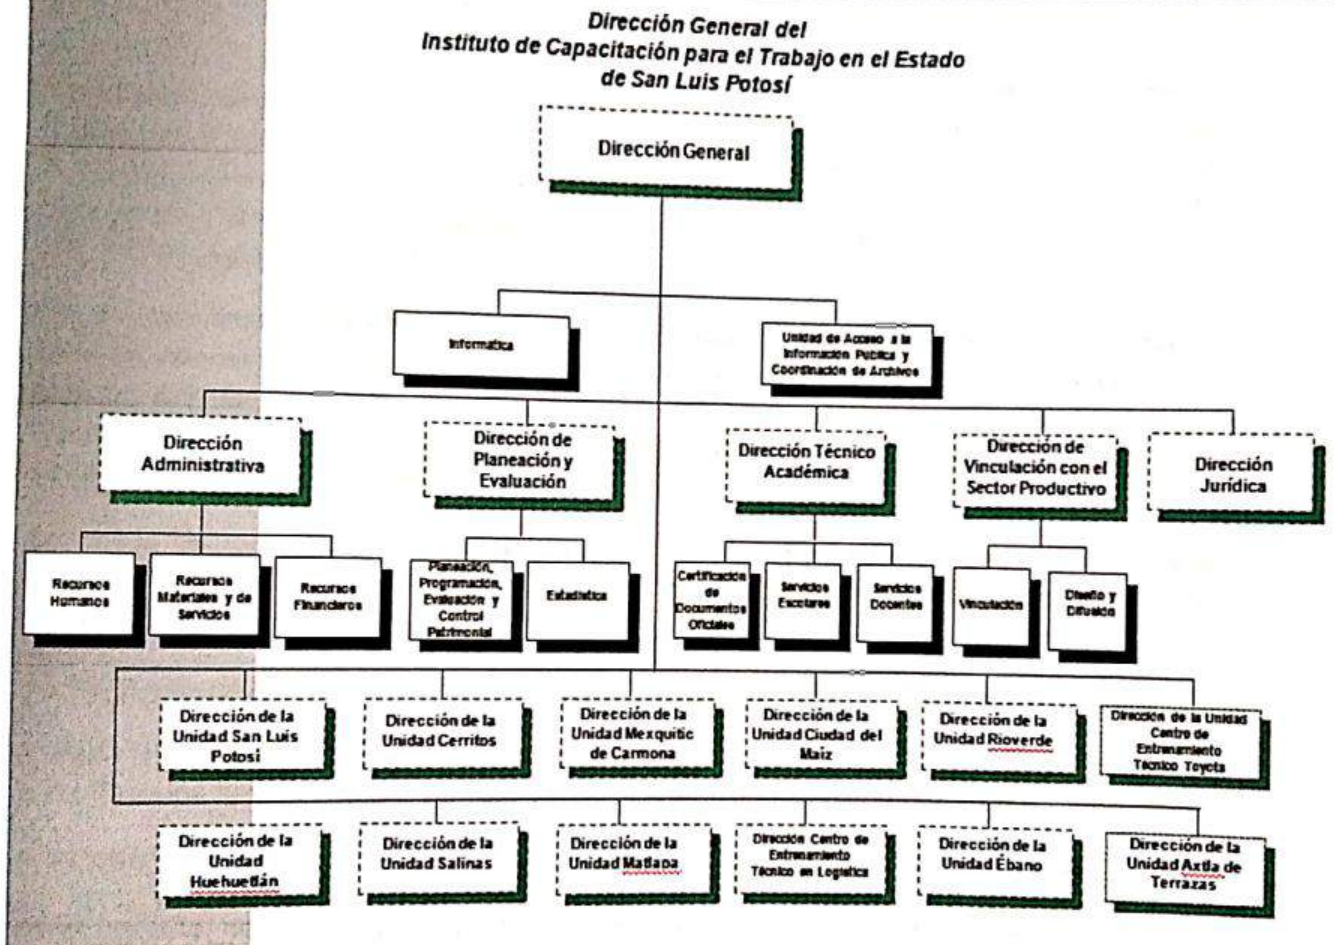 Dirección General del
Instituto de Capacitación para el Trabajo en el Estado
de San Luis Potosí
Dirección General
Informatica
Unidad de Acceso a la
Información Publica y
Coordinación de Archivos
Dirección
Administrativa
Dirección de
Planeación y
Evaluación
Dirección Técnico
Académica
Dirección de
Vinculación con el
Sector Productivo
Dirección
Jurídica
Recursos
Humanos
Recursos
Materiales y de
Servicios
Recursos
Financieros
Planeación,
Programación,
Evaluación y
Control
Patrimonial
Estadística
Certificación
de
Documentos
Oficiales
Servicios
Escolares
Servicios
Docentes
Vinculación
Diseño y
Difusión
Dirección de la
Unidad San Luis
Potosí
Dirección de la
Unidad Cerritos
Dirección de la
Unidad Mexquitic
de Carmona
Dirección de la
Unidad Ciudad del
Maíz
Dirección de la
Unidad Rioverde
Dirección de la Unidad
Centro de
Entrenamiento
Técnico Toyota
Dirección de la
Unidad
Huehuetlán
Dirección de la
Unidad Salinas
Dirección de la
Unidad Matlapa
Dirección Centro de
Entrenamiento
Técnico en Logística
Dirección de la
Unidad Ébano
Dirección de la
Unidad Axtla de
Terrazas